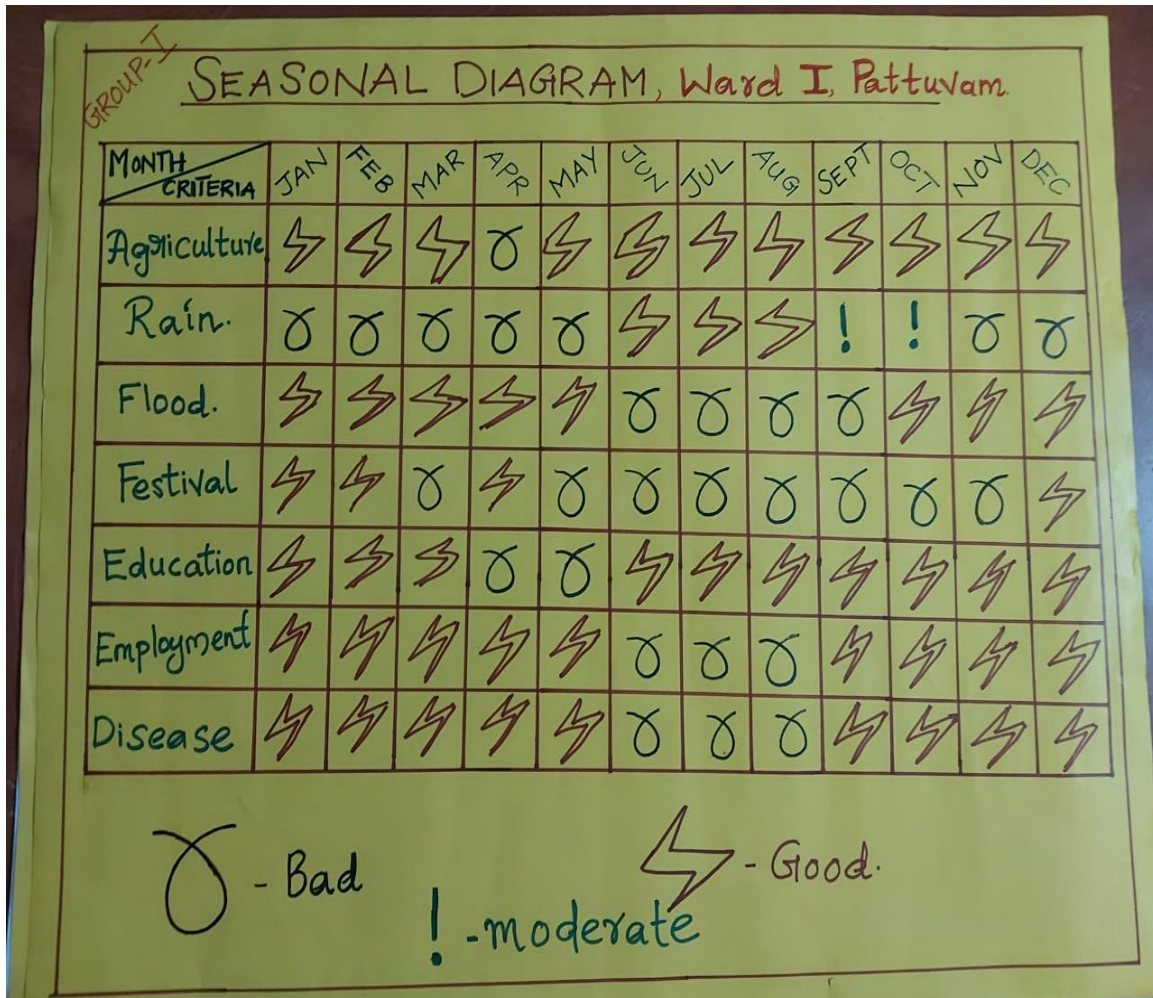 GROUP-I
SEASONAL DIAGRAM, Ward I, Pattuvam.
MONTH
CRITERIA JAN FEB MAR APR MAY JUN JUL AUG SEPT OCT NOV DEC
Agriculture
Rain. ! !
Flood.
Festival
Education
Employment
Disease
- Bad
- Good.
! - moderate